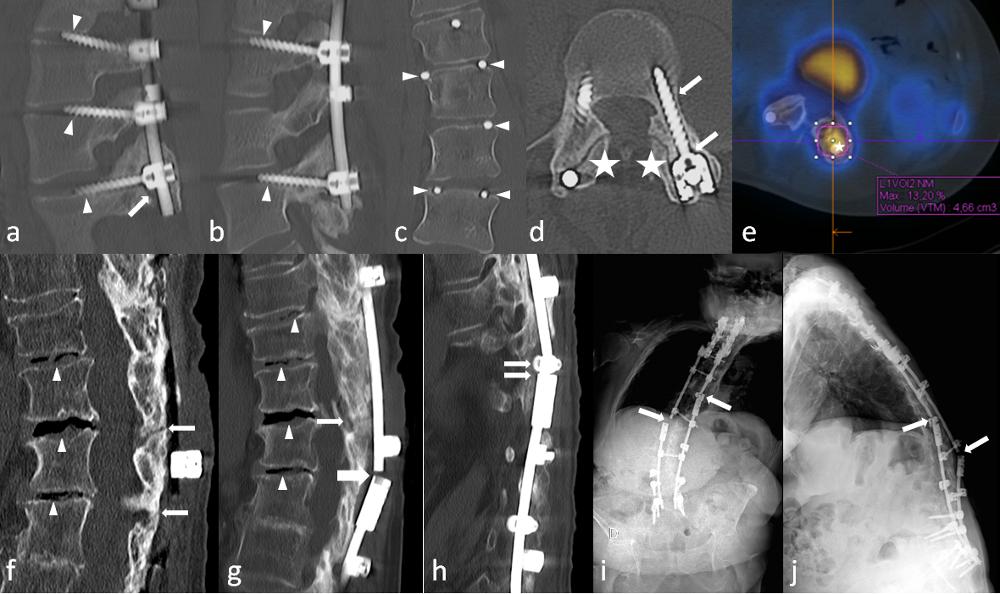 a
b
c
d
e
L1VOI2 NM
Max : 13,20 %
Volume (VTM) : 4,66 cm3
f
g
h
i
j
D